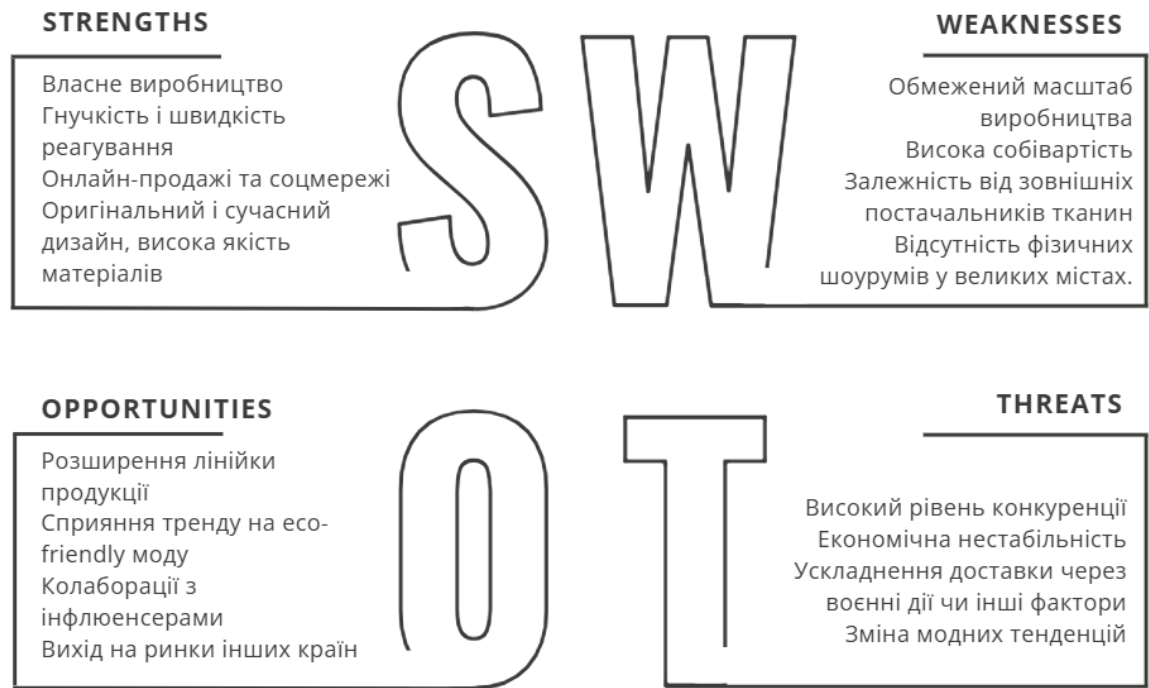 STRENGTHS
Власне виробництво
Гнучкість і швидкість
реагування
Онлайн-продажі та соцмережі
Оригінальний і сучасний
дизайн, висока якість
матеріалів
S
W
WEAKNESSES
Обмежений масштаб
виробництва
Висока собівартість
Залежність від зовнішніх
постачальників тканин
Відсутність фізичних
шоурумів у великих містах.
OPPORTUNITIES
Розширення лінійки
продукції
Сприяння тренду на eco-
friendly моду
Колаборації з
інфлюенсерами
Вихід на ринки інших країн
O
T
THREATS
Високий рівень конкуренції
Економічна нестабільність
Ускладнення доставки через
воєнні дії чи інші фактори
Зміна модних тенденцій